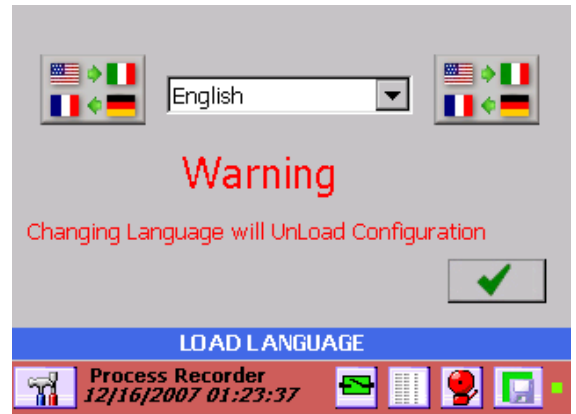 English
Warning
Changing Language will UnLoad Configuration
LOAD LANGUAGE
Process Recorder
12/16/2007 01:23:37